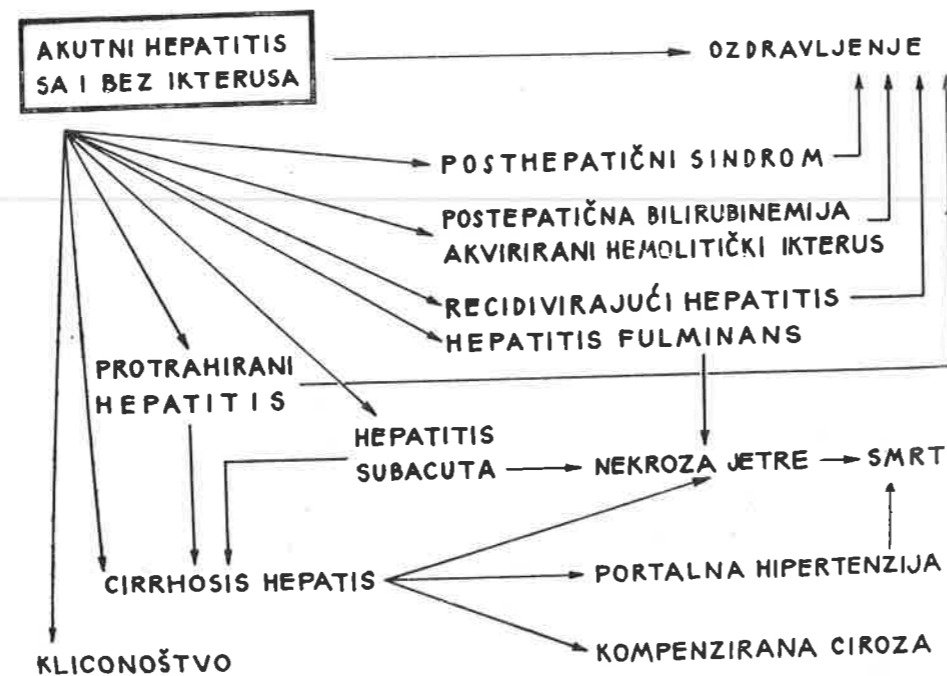 AKUTNI HEPATITIS
SA I BEZ IKTERUSA
OZDRAVLJENJE
POSTHEPATIČNI SINDROM
POSTEPATIČNA BILIRUBINEMIJA
AKVIRIRANI HEMOLITIČKI IKTERUS
RECIDIVIRAJUĆI HEPATITIS
HEPATITIS FULMINANS
PROTRAHIRANI
HEPATITIS
HEPATITIS
SUBACUTA
NEKROZA JETRE
SMRT
CIRRHOSIS HEPATIS
PORTALNA HIPERTENZIJA
KOMPENZIRANA CIROZA
KLICONOŠTVO